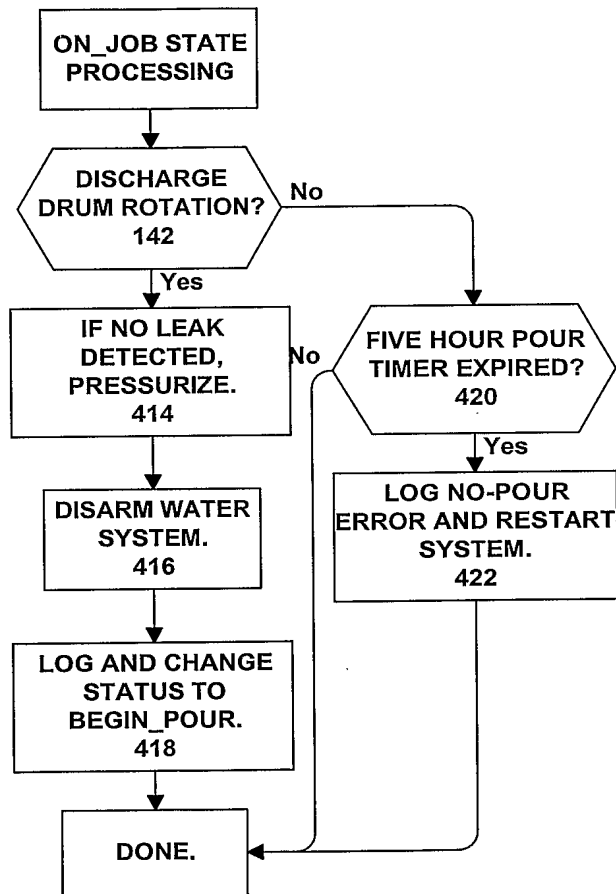 ON_JOB STATE
PROCESSING
DISCHARGE
DRUM ROTATION?
142
No
Yes
IF NO LEAK
DETECTED,
PRESSURIZE.
414
No
FIVE HOUR POUR
TIMER EXPIRED?
420
Yes
DISARM WATER
SYSTEM.
416
LOG NO-POUR
ERROR AND RESTART
SYSTEM.
422
LOG AND CHANGE
STATUS TO
BEGIN_POUR.
418
DONE.